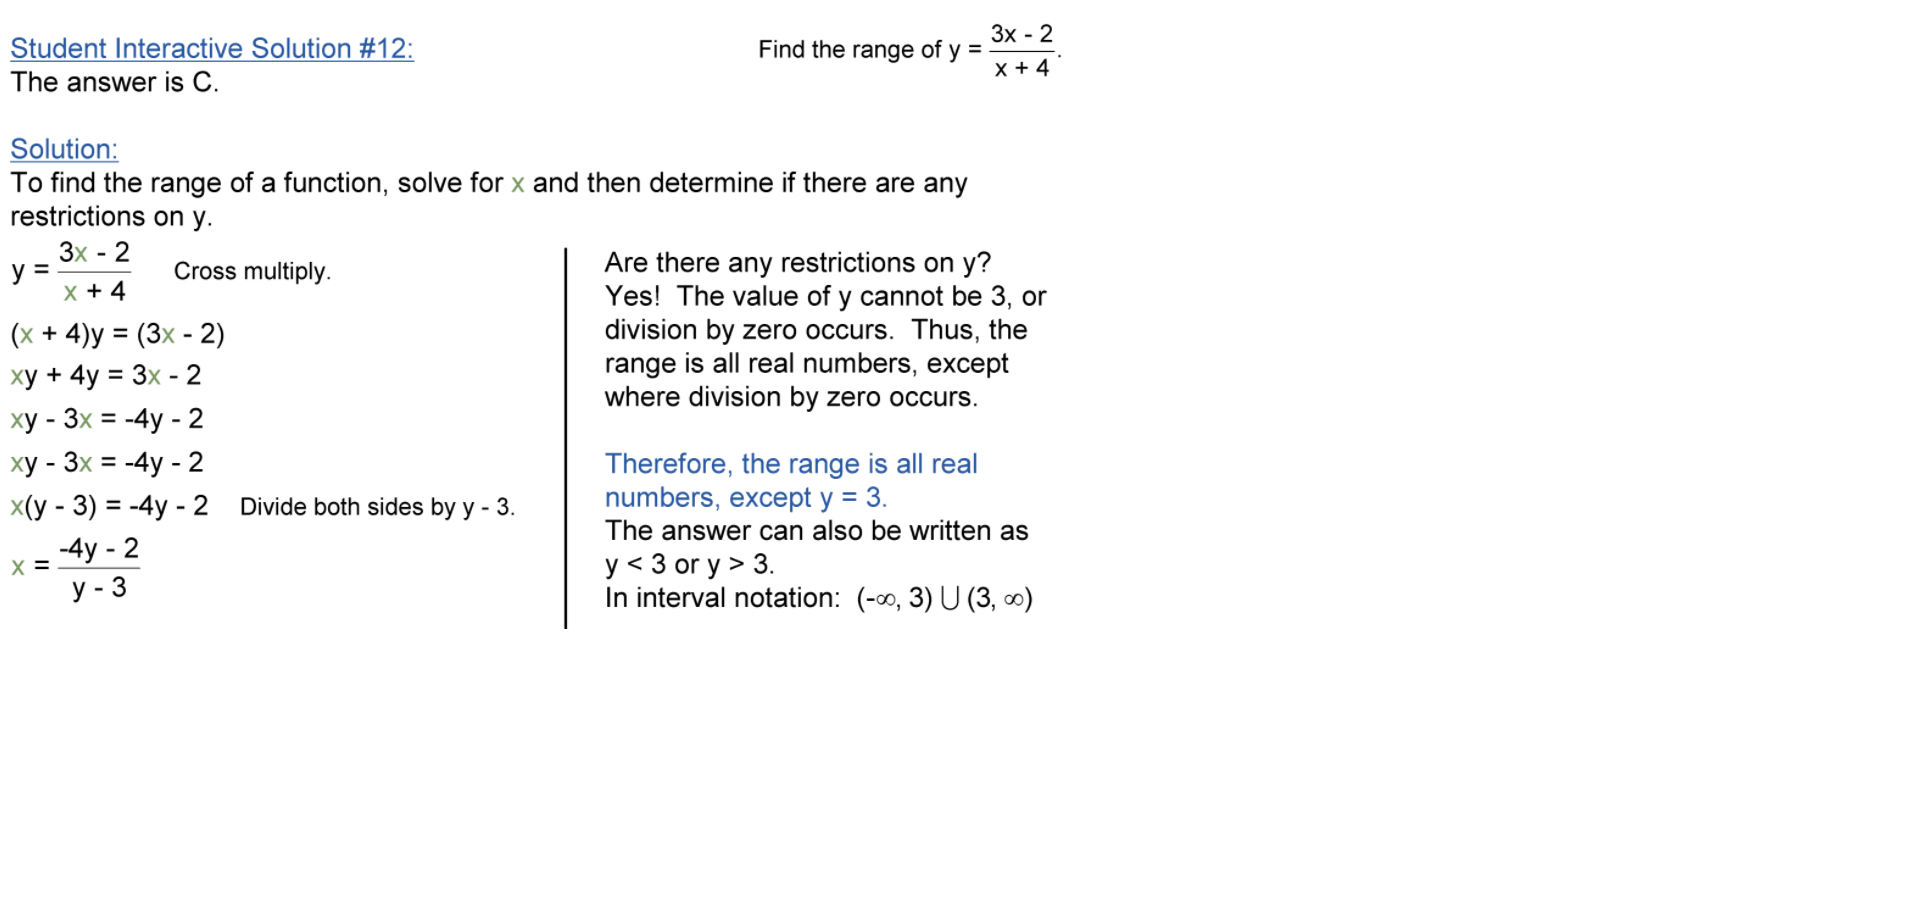 Student Interactive Solution #12:
The answer is C.
Find the range of y = (3x - 2)/(x + 4).
Solution:
To find the range of a function, solve for x and then determine if there are any
restrictions on y.
y = (3x - 2)/(x + 4) Cross multiply.
(x + 4)y = (3x - 2)
xy + 4y = 3x - 2
xy - 3x = -4y - 2
xy - 3x = -4y - 2
x(y - 3) = -4y - 2 Divide both sides by y - 3.
x = (-4y - 2)/(y - 3)
Are there any restrictions on y?
Yes! The value of y cannot be 3, or
division by zero occurs. Thus, the
range is all real numbers, except
where division by zero occurs.
Therefore, the range is all real
numbers, except y = 3.
The answer can also be written as
y < 3 or y > 3.
In interval notation: (-∞, 3) ∪ (3, ∞)